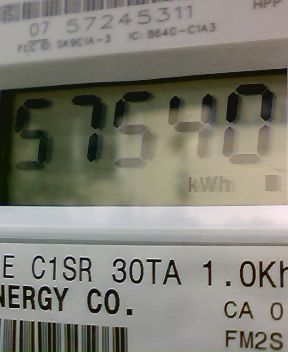 HPP
07 57245311
FCC ID: SK9C1A-3 IC: 864G-C1A3
57540
kWh
E C1SR 30TA 1.0Kh
NERGY CO.
CA 0
FM2S